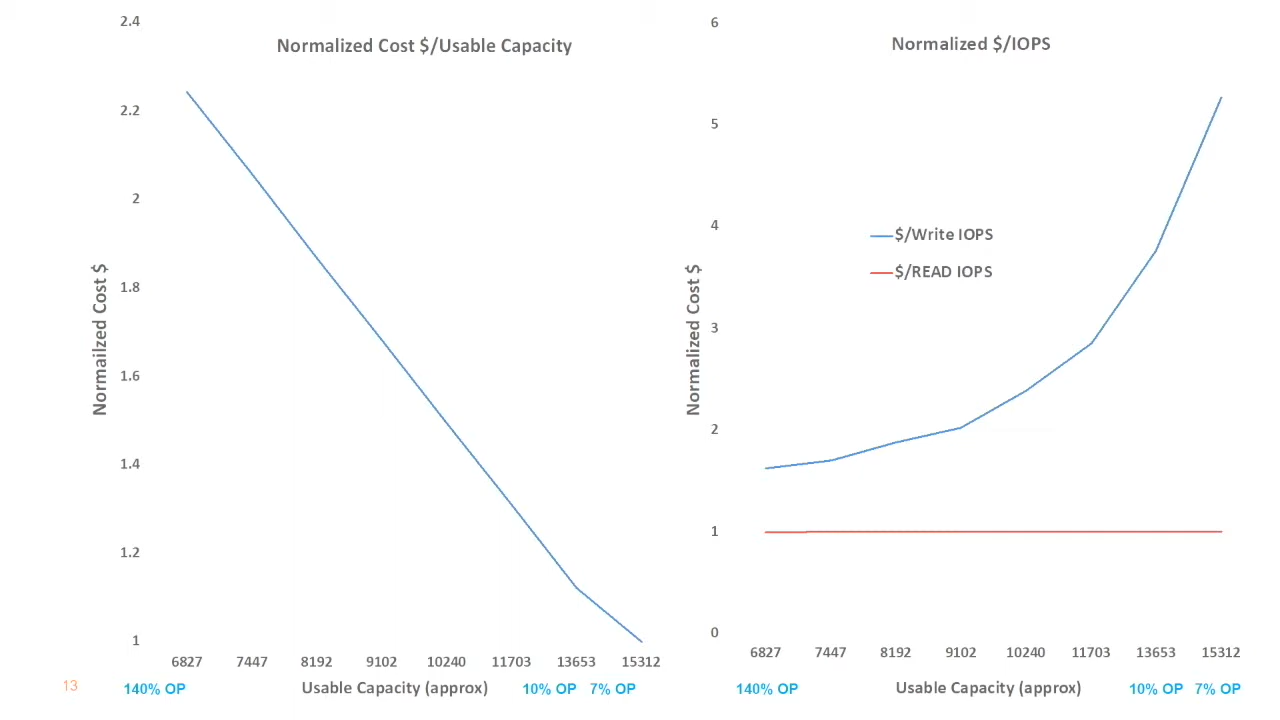 Normalized Cost $/Usable Capacity
2.4
2.2
2
1.8
1.6
1.4
1.2
1
Normailzed Cost $
6827 7447 8192 9102 10240 11703 13653 15312
140% OP Usable Capacity (approx) 10% OP 7% OP
Normalized $/IOPS
6
5
4
3
2
1
0
Normalized Cost $
$/Write IOPS
$/READ IOPS
6827 7447 8192 9102 10240 11703 13653 15312
140% OP Usable Capacity (approx) 10% OP 7% OP
13